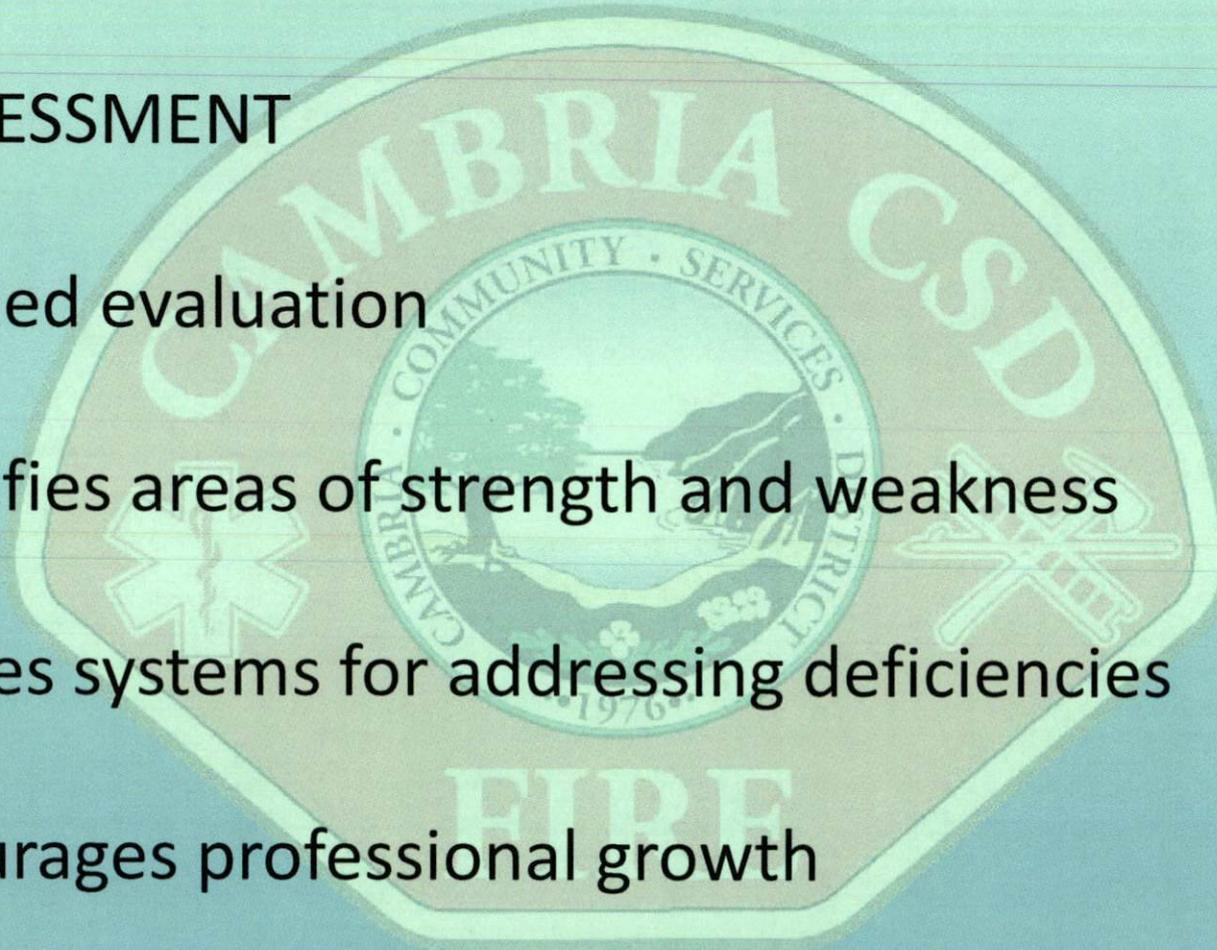 ESSMENT
CAMBRIA CSD
COMMUNITY · SERVICES
ed evaluation
fies areas of strength and weakness
CAMBRIA · DISTRICT
es systems for addressing deficiencies
·1976·
FIRE
urages professional growth